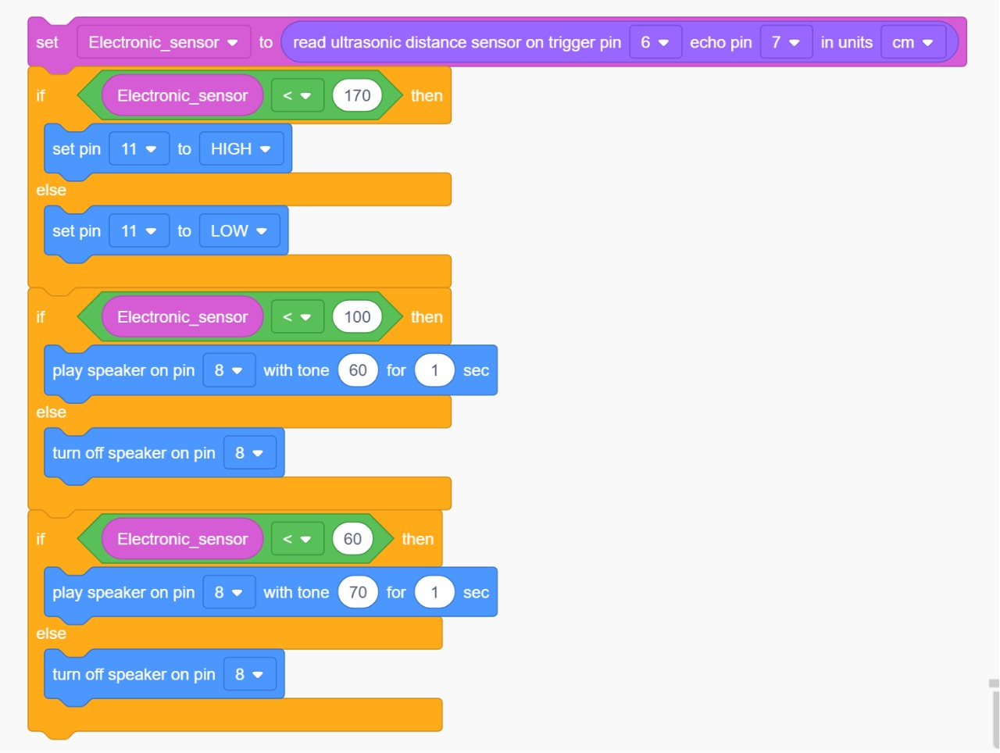 set Electronic_sensor to read ultrasonic distance sensor on trigger pin 6 echo pin 7 in units cm
if Electronic_sensor < 170 then
set pin 11 to HIGH
else
set pin 11 to LOW
if Electronic_sensor < 100 then
play speaker on pin 8 with tone 60 for 1 sec
else
turn off speaker on pin 8
if Electronic_sensor < 60 then
play speaker on pin 8 with tone 70 for 1 sec
else
turn off speaker on pin 8